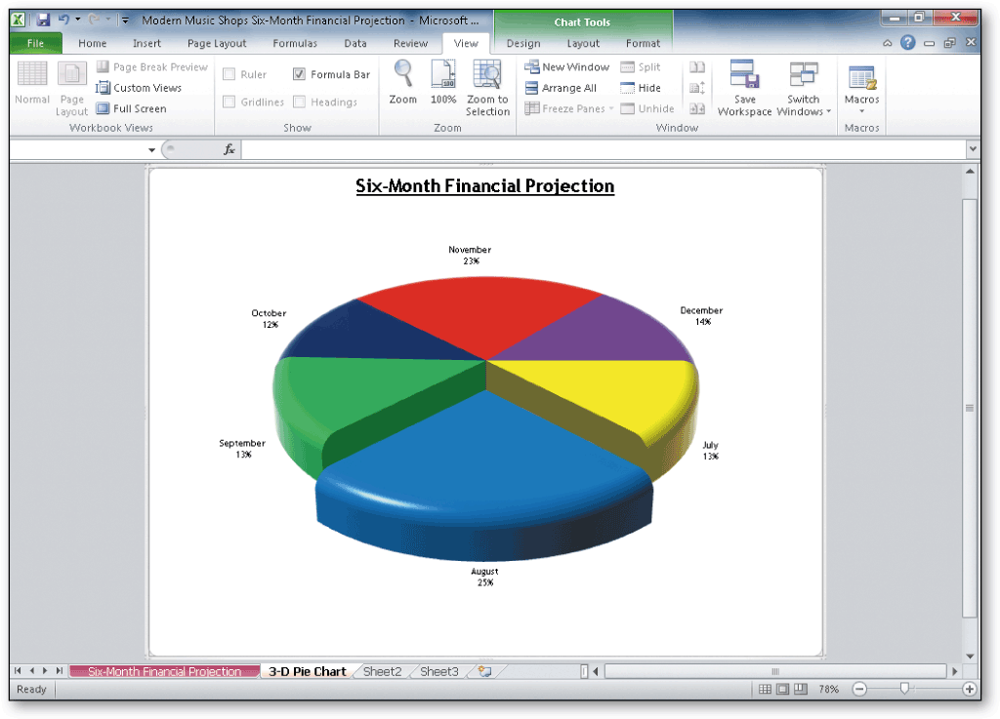 Modern Music Shops Six-Month Financial Projection - Microsoft ...
Chart Tools
File Home Insert Page Layout Formulas Data Review View Design Layout Format
Normal
Page Layout
Page Break Preview
Custom Views
Full Screen
Workbook Views
Ruler
Formula Bar
Gridlines
Headings
Show
Zoom
100%
Zoom to Selection
Zoom
New Window
Arrange All
Freeze Panes
Split
Hide
Unhide
Save Workspace
Switch Windows
Window
Macros
Macros
fx
Six-Month Financial Projection
November
23%
October
12%
December
14%
September
13%
July
13%
August
25%
Six-Month Financial Projection 3-D Pie Chart Sheet2 Sheet3
Ready
78%